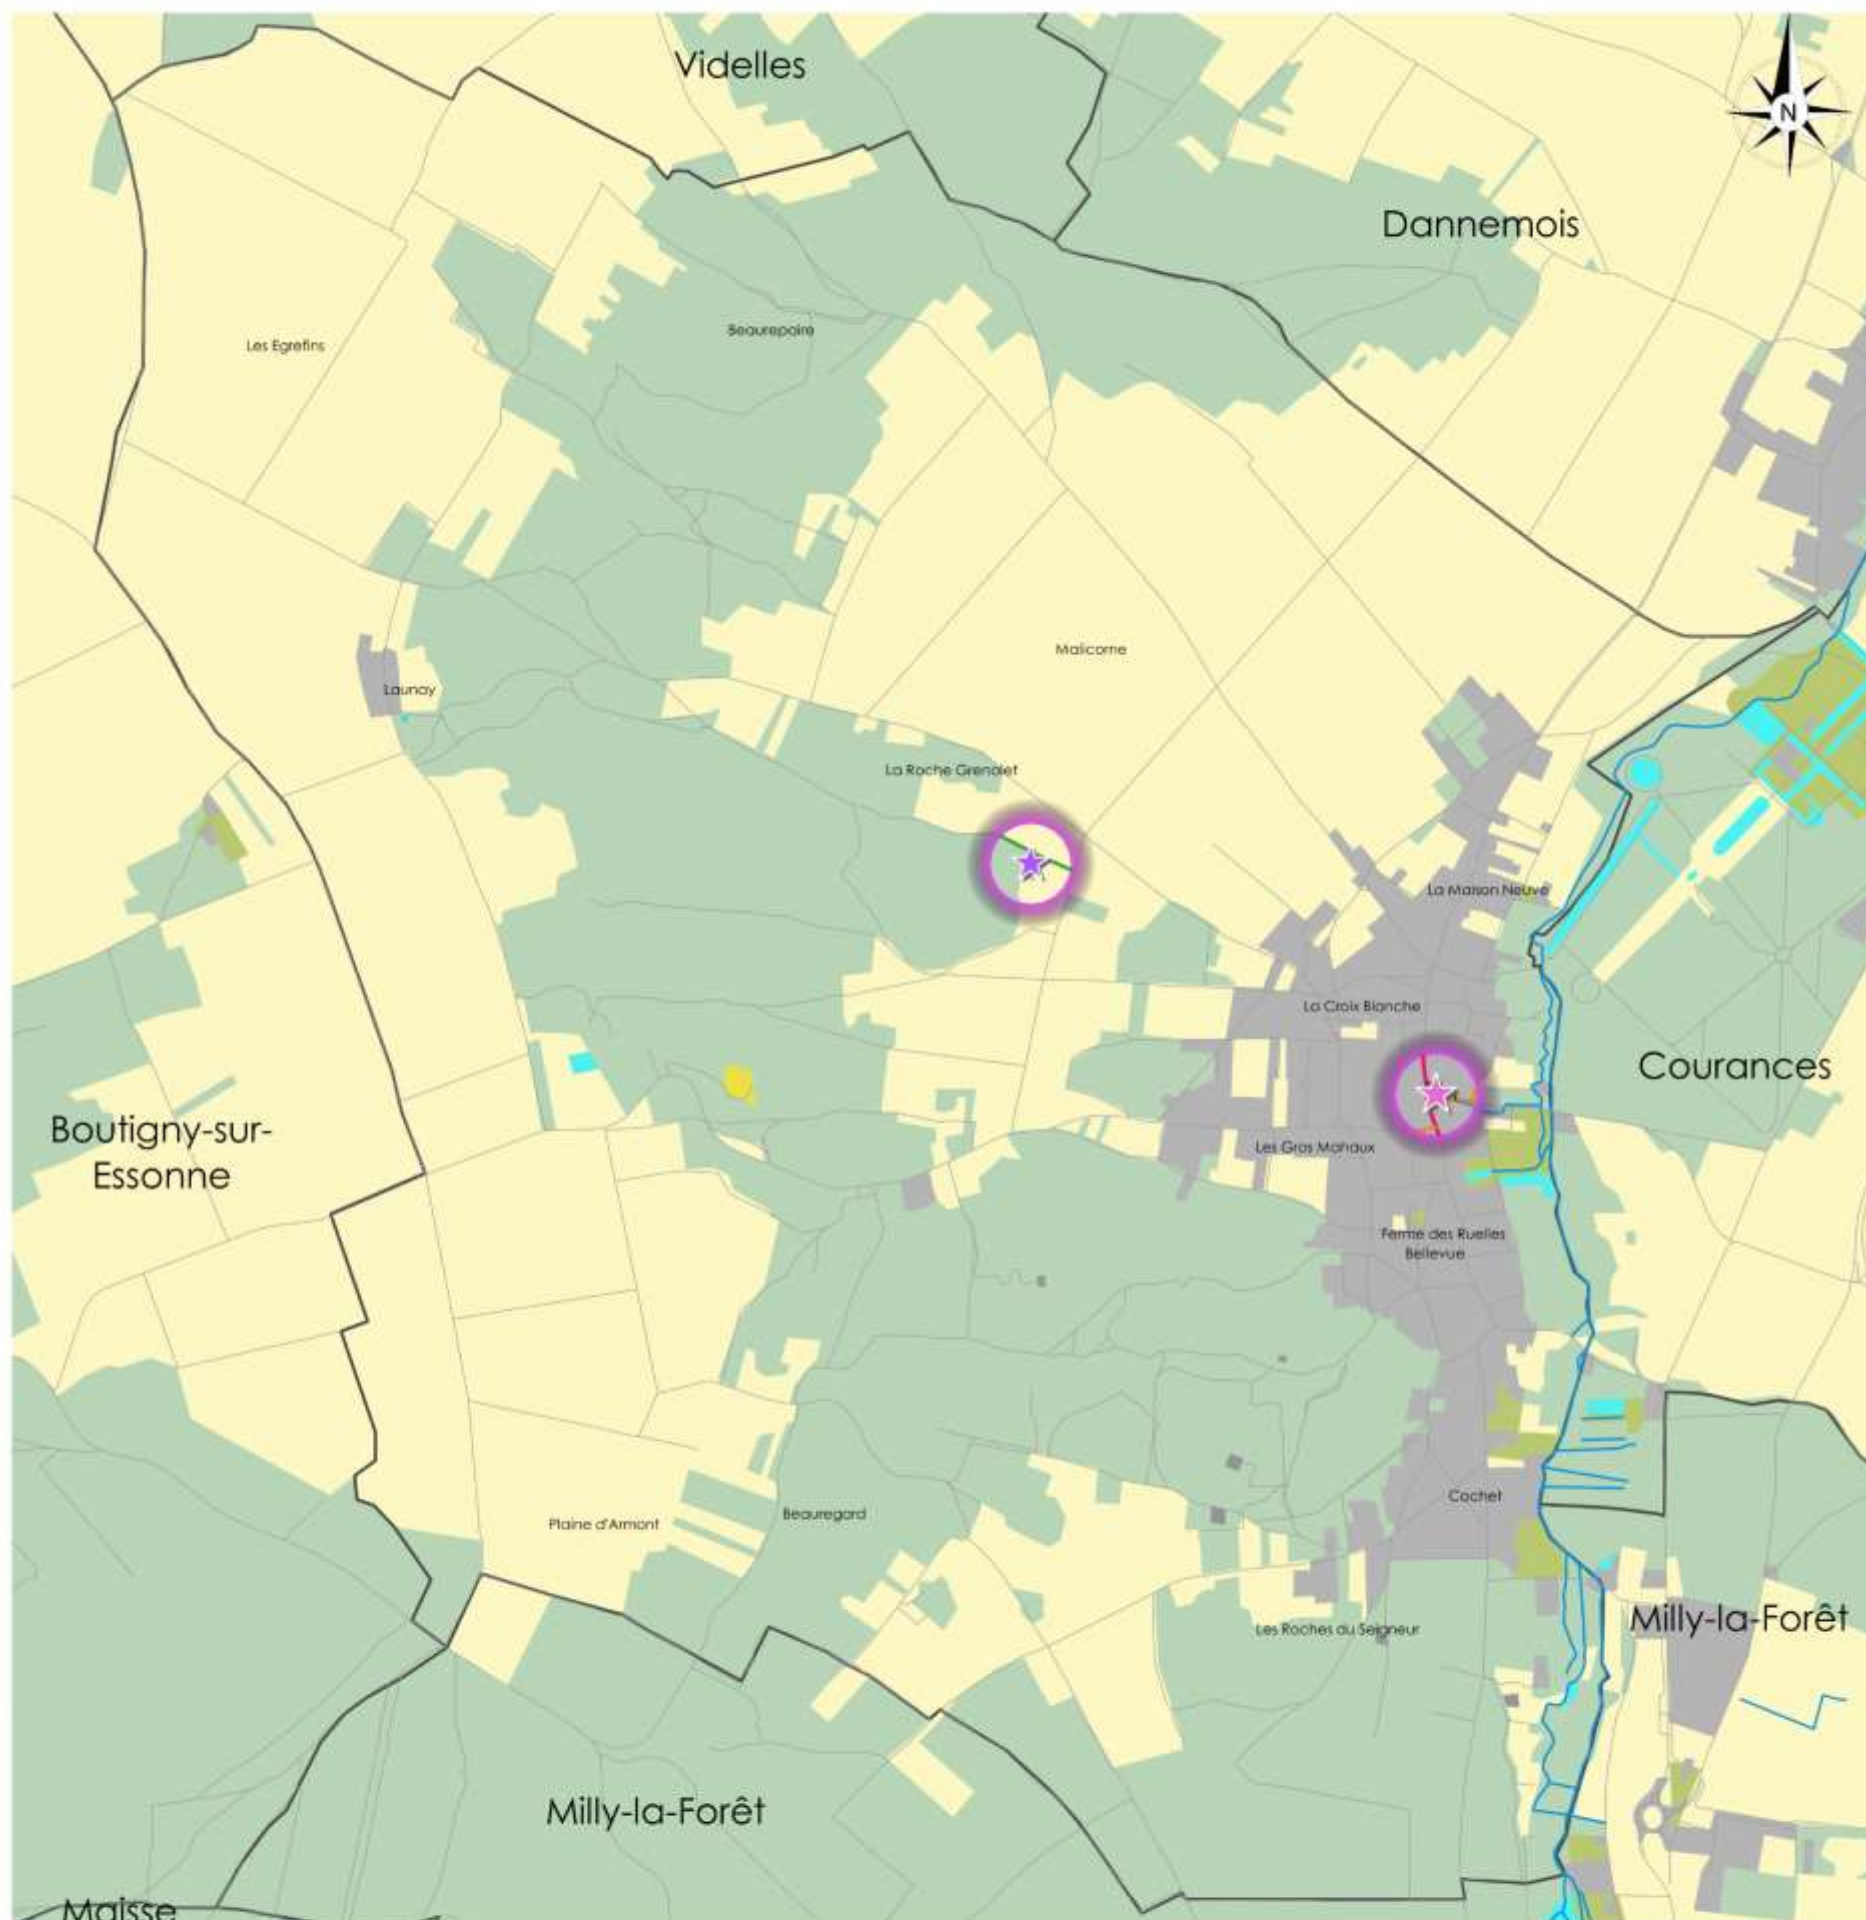 Videlles
N
Dannemois
Beaurepaire
Les Egrefins
Malicorne
Launay
La Roche Grenolet
La Maison Neuve
La Croix Blanche
Courances
Boutigny-sur-
Essonne
Les Gros Mahaux
Ferme des Ruelles
Bellevue
Cochet
Beauregard
Plaine d'Armont
Milly-la-Forêt
Les Roches du Seigneur
Milly-la-Forêt
Maisse